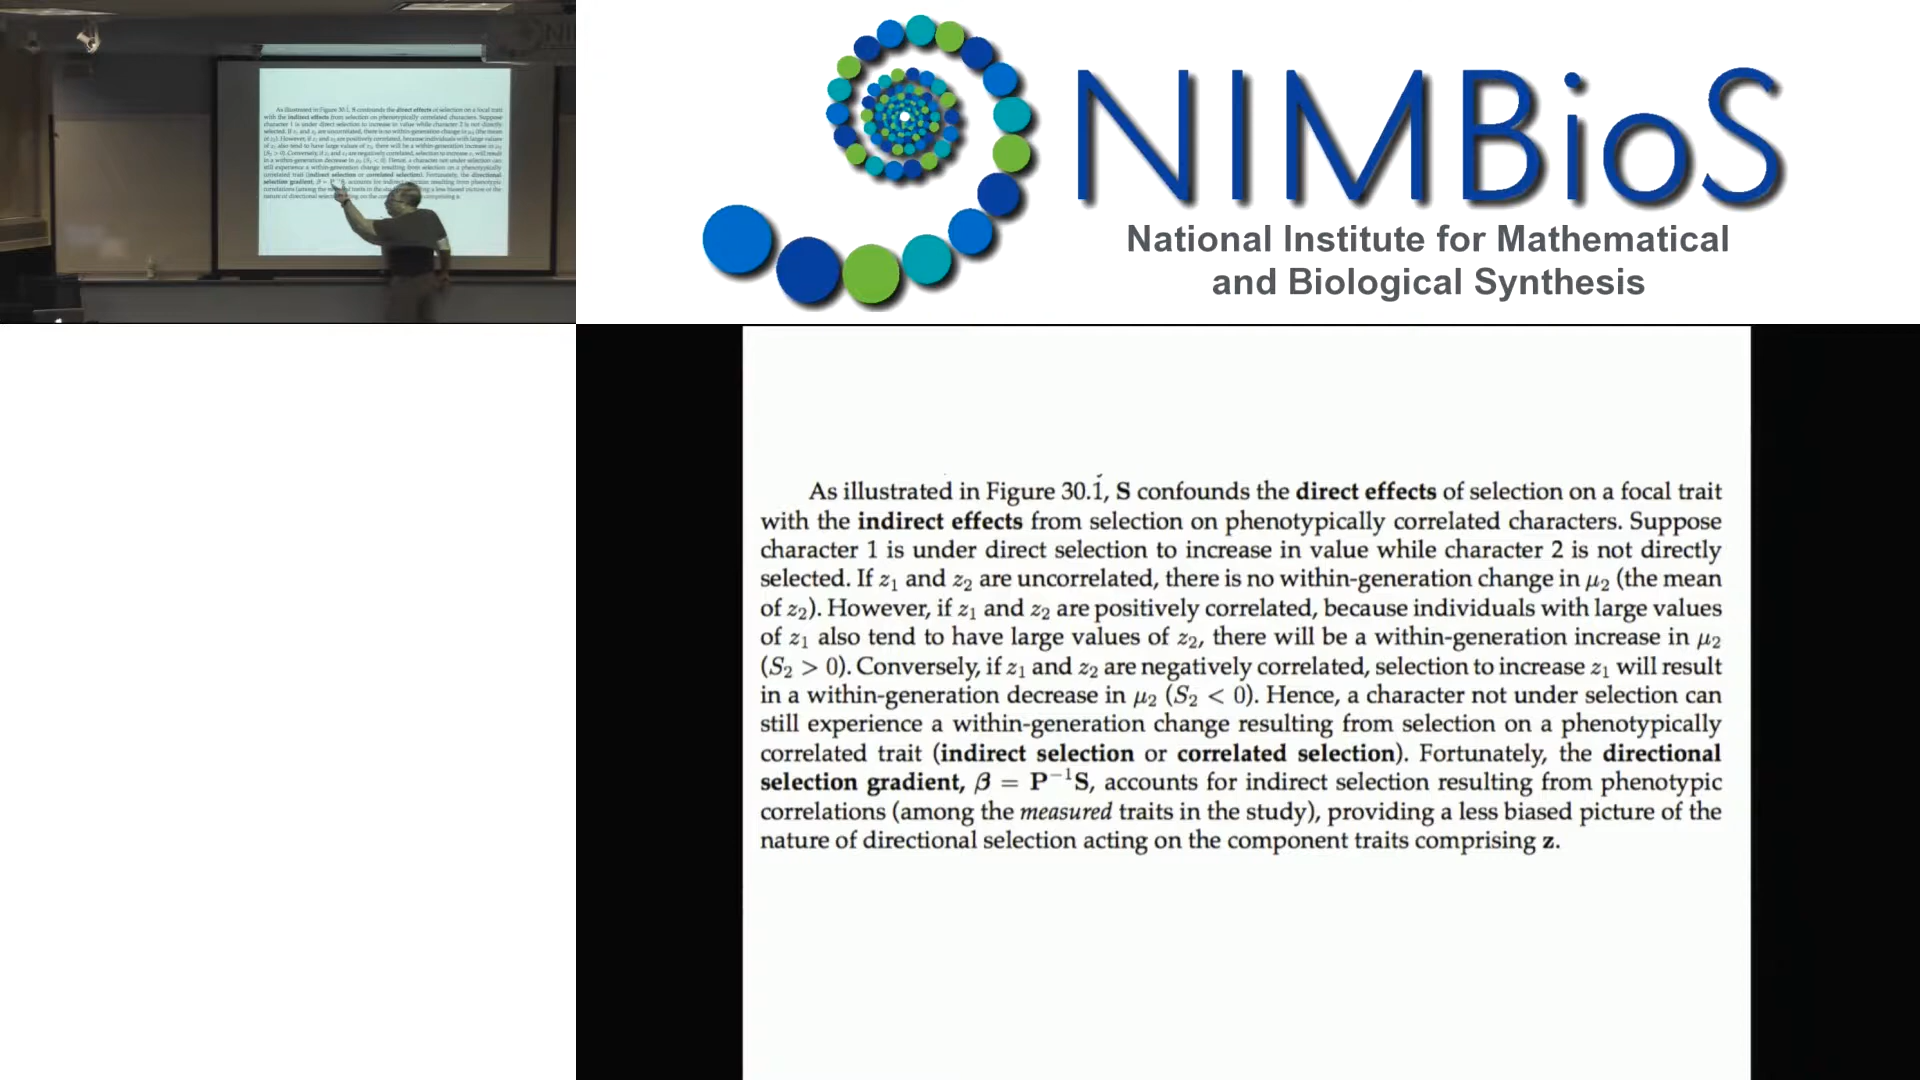 NIMBioS
National Institute for Mathematical
and Biological Synthesis
As illustrated in Figure 30.1, S confounds the direct effects of selection on a focal trait
with the indirect effects from selection on phenotypically correlated characters. Suppose
character 1 is under direct selection to increase in value while character 2 is not directly
selected. If z₁ and z₂ are uncorrelated, there is no within-generation change in μ₂ (the mean
of z₂). However, if z₁ and z₂ are positively correlated, because individuals with large values
of z₁ also tend to have large values of z₂, there will be a within-generation increase in μ₂
(S₂ > 0). Conversely, if z₁ and z₂ are negatively correlated, selection to increase z₁ will result
in a within-generation decrease in μ₂ (S₂ < 0). Hence, a character not under selection can
still experience a within-generation change resulting from selection on a phenotypically
correlated trait (indirect selection or correlated selection). Fortunately, the directional
selection gradient, β = P⁻¹S, accounts for indirect selection resulting from phenotypic
correlations (among the measured traits in the study), providing a less biased picture of the
nature of directional selection acting on the component traits comprising z.